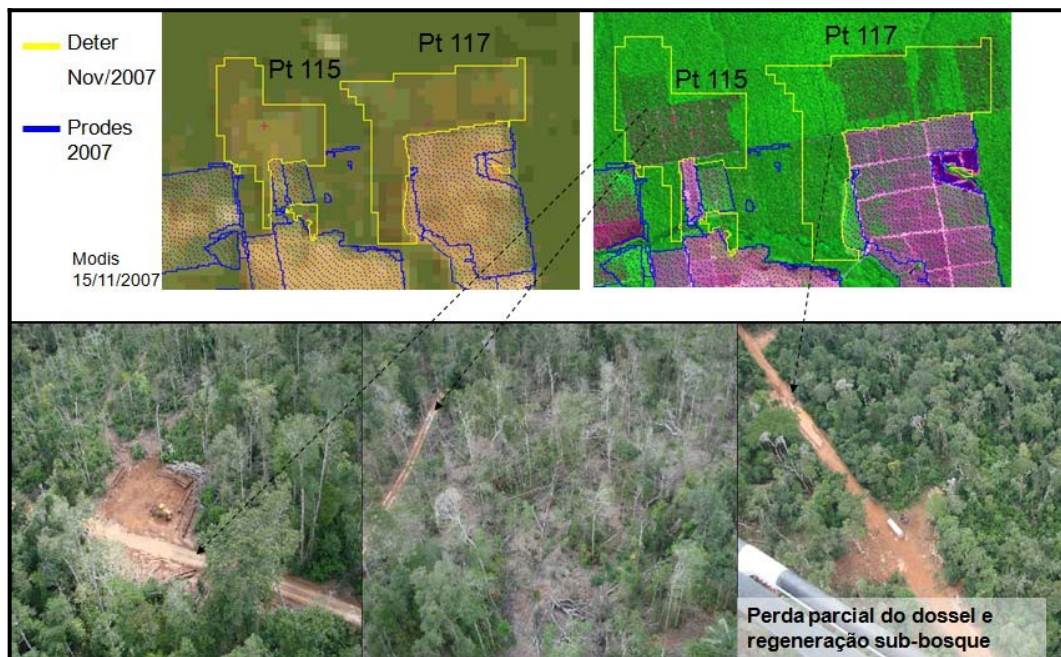 Deter
Nov/2007
Prodes
2007
Modis
15/11/2007
Pt 115
Pt 117
Pt 115
Pt 117
Perda parcial do dossel e
regeneração sub-bosque